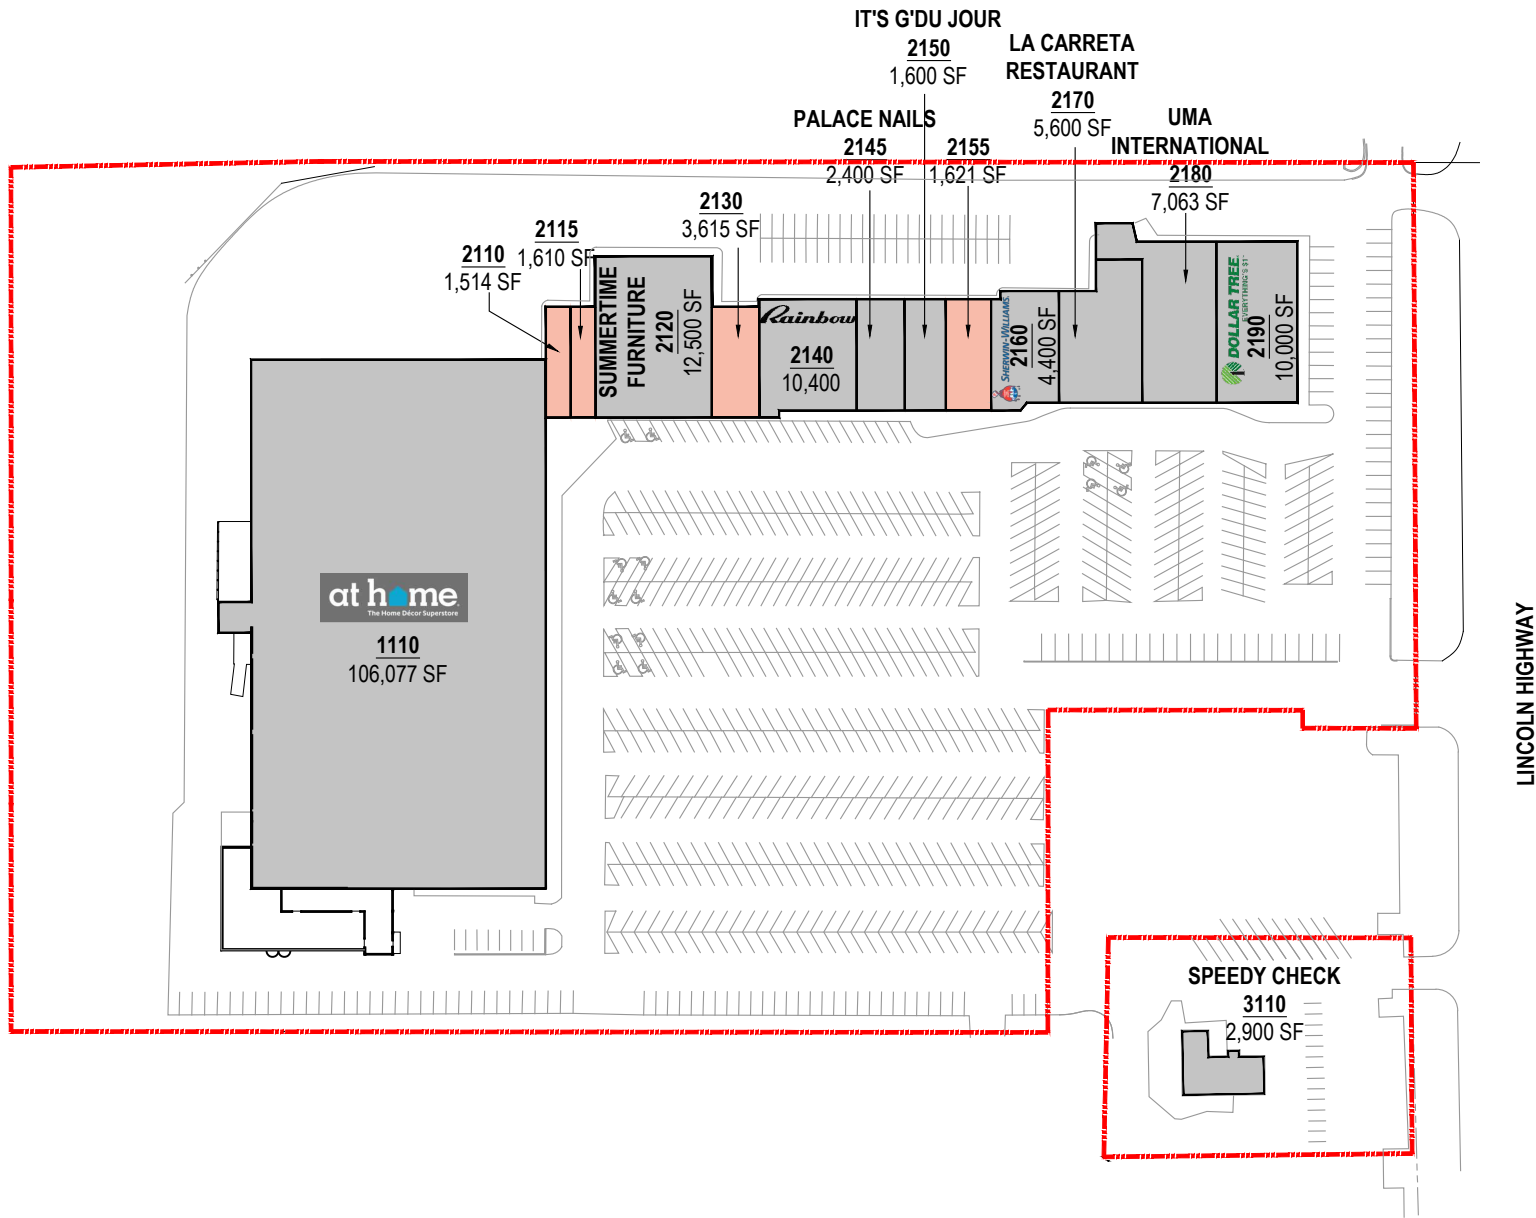 IT'S G'DU JOUR
2150
1,600 SF
LA CARRETA
RESTAURANT
2170
5,600 SF
PALACE NAILS
2145
2,400 SF
2155
1,621 SF
UMA
INTERNATIONAL
2180
7,063 SF
2130
3,615 SF
2115
1,610 SF
2110
1,514 SF
SUMMERTIME
FURNITURE
2120
12,500 SF
Rainbow
2140
10,400
SHERWIN-WILLIAMS.
2160
4,400 SF
DOLLAR TREE.
EVERYTHING'S $1
2190
10,000 SF
at home
The Home Décor Superstore
1110
106,077 SF
LINCOLN HIGHWAY
SPEEDY CHECK
3110
2,900 SF